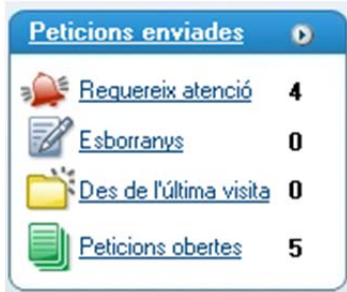 Peticions enviades
Requereix atenció 4
Esborranys 0
Des de l'última visita 0
Peticions obertes 5